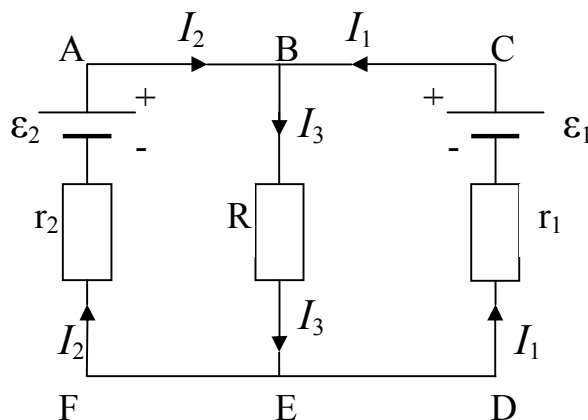 A I₂ B I₁ C
+ +
ε₂ I₃ ε₁
- -
r₂ R r₁
I₂ I₃ I₁
F E D